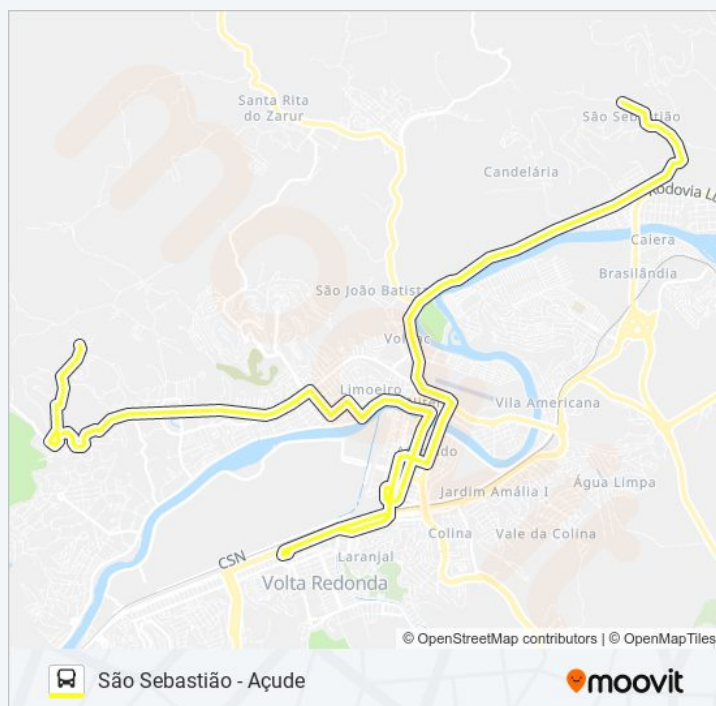 Santa Rita
do Zarur
São Sebastião
Candelária
Rodovia Lú
Caiera
Brasilândia
São João Batista
Limoeiro
Vila Americana
Água Limpa
Jardim Amália I
Colina
Vale da Colina
CSN
Laranjal
Volta Redonda
© OpenStreetMap contributors | © OpenMapTiles
São Sebastião - Açude
moovit